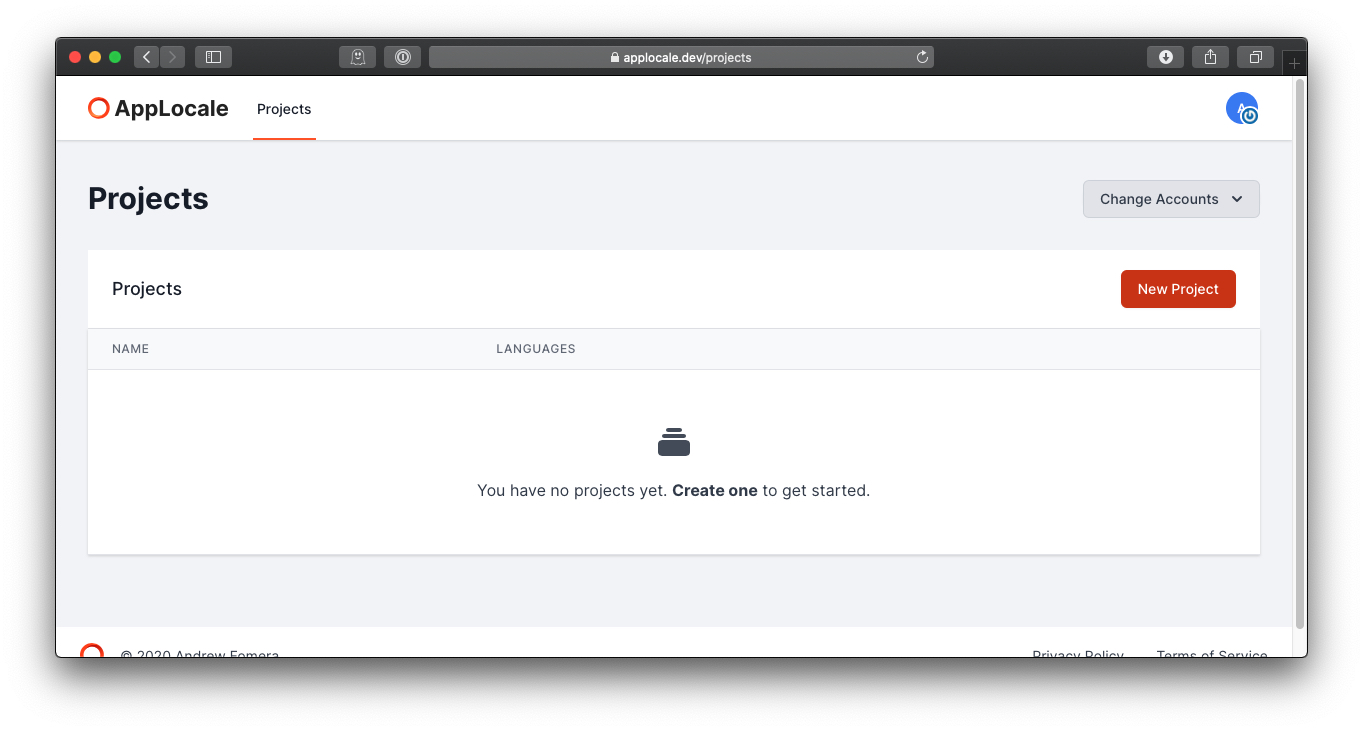 applocale.dev/projects
AppLocale Projects A
Projects Change Accounts
Projects New Project
NAME LANGUAGES
You have no projects yet. Create one to get started.
© 2020 Andrew Fomera Privacy Policy Terms of Service